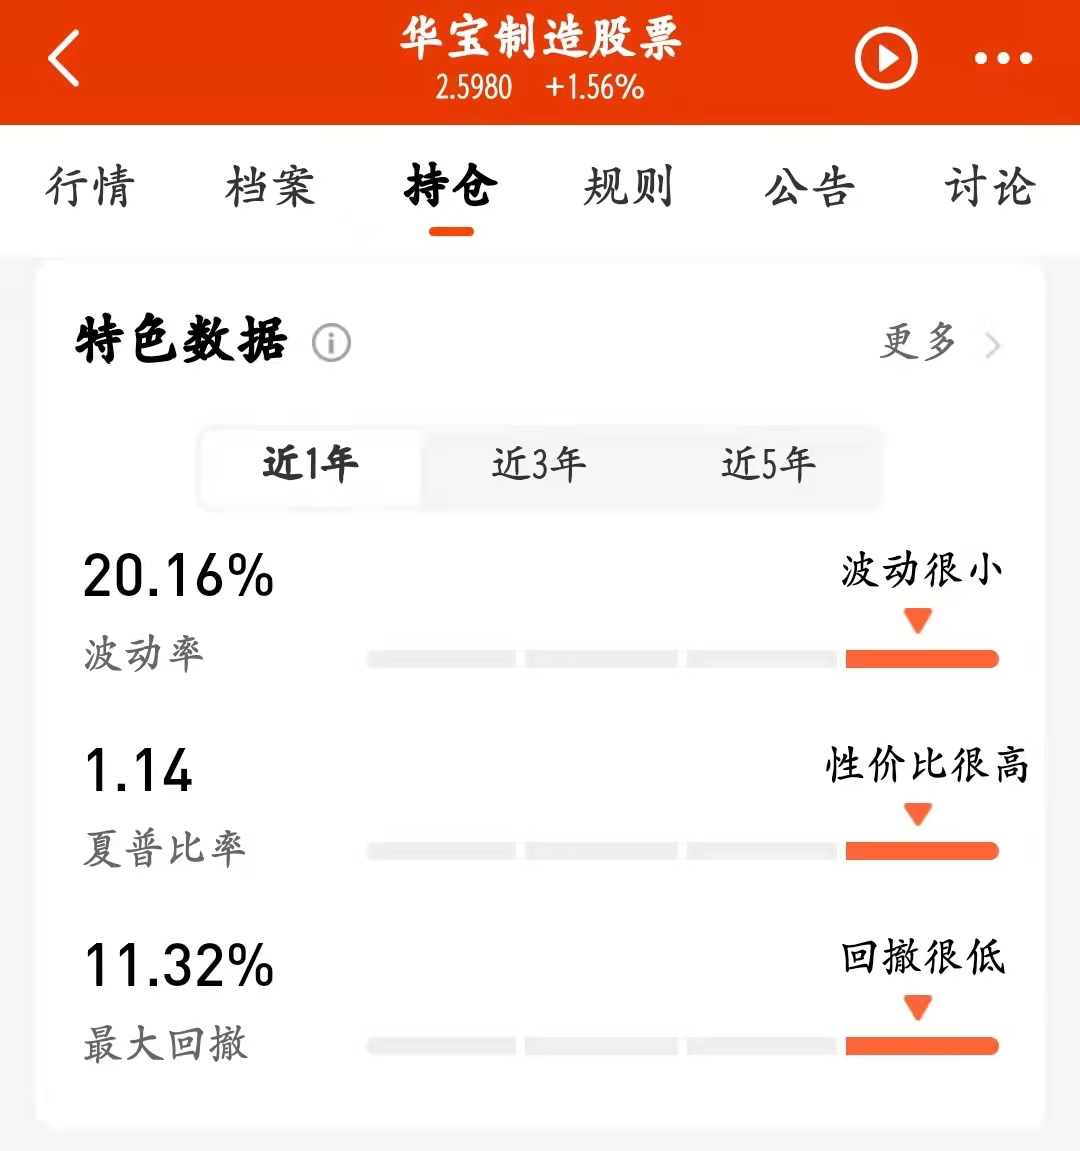 华宝制造股票
2.5980 +1.56%
行情 档案 持仓 规则 公告 讨论
特色数据 更多
近1年 近3年 近5年
20.16% 波动很小
波动率
1.14 性价比很高
夏普比率
11.32% 回撤很低
最大回撤